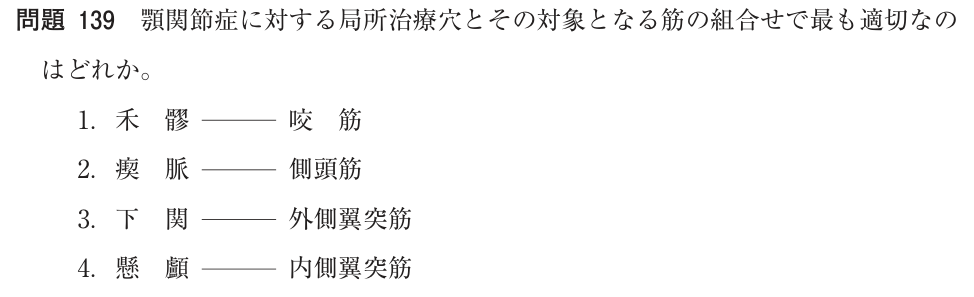 問題 139 顎関節症に対する局所治療穴とその対象となる筋の組合せで最も適切なの
はどれか。
1. 禾 髎 ――― 咬 筋
2. 瘈 脈 ――― 側頭筋
3. 下 関 ――― 外側翼突筋
4. 懸 顱 ――― 内側翼突筋